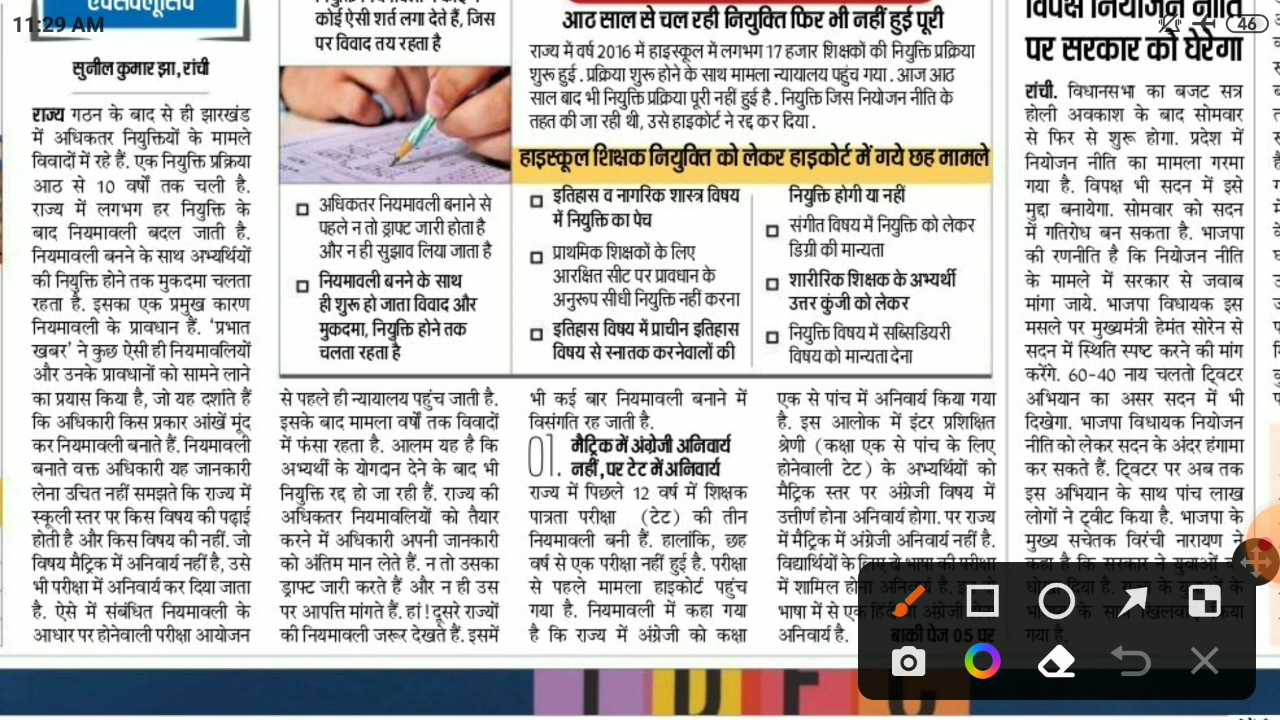 11:29 AM
46
एक्सक्लूसिव
सुनील कुमार झा, रांची
राज्य गठन के बाद से ही झारखंड
में अधिकतर नियुक्तियों के मामले
विवादों में रहे हैं. एक नियुक्ति प्रक्रिया
आठ से 10 वर्षों तक चली है.
राज्य में लगभग हर नियुक्ति के
बाद नियमावली बदल जाती है.
नियमावली बनने के साथ अभ्यर्थियों
की नियुक्ति होने तक मुकदमा चलता
रहता है. इसका एक प्रमुख कारण
नियमावली के प्रावधान हैं. ‘प्रभात
खबर’ ने कुछ ऐसी ही नियमावलियों
और उनके प्रावधानों को सामने लाने
का प्रयास किया है, जो यह दर्शाते हैं
कि अधिकारी किस प्रकार आंखें मूंद
कर नियमावली बनाते हैं. नियमावली
बनाते वक्त अधिकारी यह जानकारी
लेना उचित नहीं समझते कि राज्य में
स्कूली स्तर पर किस विषय की पढ़ाई
होती है और किस विषय की नहीं. जो
विषय मैट्रिक में अनिवार्य नहीं है, उसे
भी परीक्षा में अनिवार्य कर दिया जाता
है. ऐसे में संबंधित नियमावली के
आधार पर होनेवाली परीक्षा आयोजन
कोई ऐसी शर्त लगा देते हैं, जिस
पर विवाद तय रहता है
अधिकतर नियमावली बनाने से
पहले न तो ड्राफ्ट जारी होता है
और न ही सुझाव लिया जाता है
नियमावली बनने के साथ
ही शुरू हो जाता विवाद और
मुकदमा, नियुक्ति होने तक
चलता रहता है
आठ साल से चल रही नियुक्ति फिर भी नहीं हुई पूरी
राज्य में वर्ष 2016 में हाइस्कूल में लगभग 17 हजार शिक्षकों की नियुक्ति प्रक्रिया
शुरू हुई. प्रक्रिया शुरू होने के साथ मामला न्यायालय पहुंच गया. आज आठ
साल बाद भी नियुक्ति प्रक्रिया पूरी नहीं हुई है. नियुक्ति जिस नियोजन नीति के
तहत की जा रही थी, उसे हाइकोर्ट ने रद्द कर दिया.
हाइस्कूल शिक्षक नियुक्ति को लेकर हाइकोर्ट में गये छह मामले
इतिहास व नागरिक शास्त्र विषय
में नियुक्ति का पेच
प्राथमिक शिक्षकों के लिए
आरक्षित सीट पर प्रावधान के
अनुरूप सीधी नियुक्ति नहीं करना
इतिहास विषय में प्राचीन इतिहास
विषय से स्नातक करनेवालों की
नियुक्ति होगी या नहीं
संगीत विषय में नियुक्ति को लेकर
डिग्री की मान्यता
शारीरिक शिक्षक के अभ्यर्थी
उत्तर कुंजी को लेकर
नियुक्ति विषय में सब्सिडियरी
विषय को मान्यता देना
से पहले ही न्यायालय पहुंच जाती है.
इसके बाद मामला वर्षों तक विवादों
में फंसा रहता है. आलम यह है कि
अभ्यर्थी के योगदान देने के बाद भी
नियुक्ति रद्द हो जा रही हैं. राज्य की
अधिकतर नियमावलियों को तैयार
करने में अधिकारी अपनी जानकारी
को अंतिम मान लेते हैं. न तो उसका
ड्राफ्ट जारी करते हैं और न ही उस
पर आपत्ति मांगते हैं. हां! दूसरे राज्यों
की नियमावली जरूर देखते हैं. इसमें
भी कई बार नियमावली बनाने में
विसंगति रह जाती है.
01. मैट्रिक में अंग्रेजी अनिवार्य
नहीं, पर टेट में अनिवार्य
राज्य में पिछले 12 वर्ष में शिक्षक
पात्रता परीक्षा (टेट) की तीन
नियमावली बनी हैं. हालांकि, छह
वर्ष से एक परीक्षा नहीं हुई है. परीक्षा
से पहले मामला हाइकोर्ट पहुंच
गया है. नियमावली में कहा गया
है कि राज्य में अंग्रेजी को कक्षा
एक से पांच में अनिवार्य किया गया
है. इस आलोक में इंटर प्रशिक्षित
श्रेणी (कक्षा एक से पांच के लिए
होनेवाली टेट) के अभ्यर्थियों को
मैट्रिक स्तर पर अंग्रेजी विषय में
उत्तीर्ण होना अनिवार्य होगा. पर राज्य
में मैट्रिक में अंग्रेजी अनिवार्य नहीं है.
विद्यार्थियों के लिए दो भाषा की परीक्षा
में शामिल होना अनिवार्य है. इन दो
भाषा में से एक हिंदी या अंग्रेजी होना
अनिवार्य है.
बाकी पेज 05 पर
विपक्ष नियोजन नीति
पर सरकार को घेरेगा
रांची. विधानसभा का बजट सत्र
होली अवकाश के बाद सोमवार
से फिर से शुरू होगा. प्रदेश में
नियोजन नीति का मामला गरमा
गया है. विपक्ष भी सदन में इसे
मुद्दा बनायेगा. सोमवार को सदन
में गतिरोध बन सकता है. भाजपा
की रणनीति है कि नियोजन नीति
के मामले में सरकार से जवाब
मांगा जाये. भाजपा विधायक इस
मसले पर मुख्यमंत्री हेमंत सोरेन से
सदन में स्थिति स्पष्ट करने की मांग
करेंगे. 60-40 नाय चलतो ट्विटर
अभियान का असर सदन में भी
दिखेगा. भाजपा विधायक नियोजन
नीति को लेकर सदन के अंदर हंगामा
कर सकते हैं. ट्विटर पर अब तक
इस अभियान के साथ पांच लाख
लोगों ने ट्वीट किया है. भाजपा के
मुख्य सचेतक विरंची नारायण ने
कहा है कि सरकार ने युवाओं
धोखा दिया है. राज्य के युवाओं के
के साथ खिलवाड़ किया
गया है.